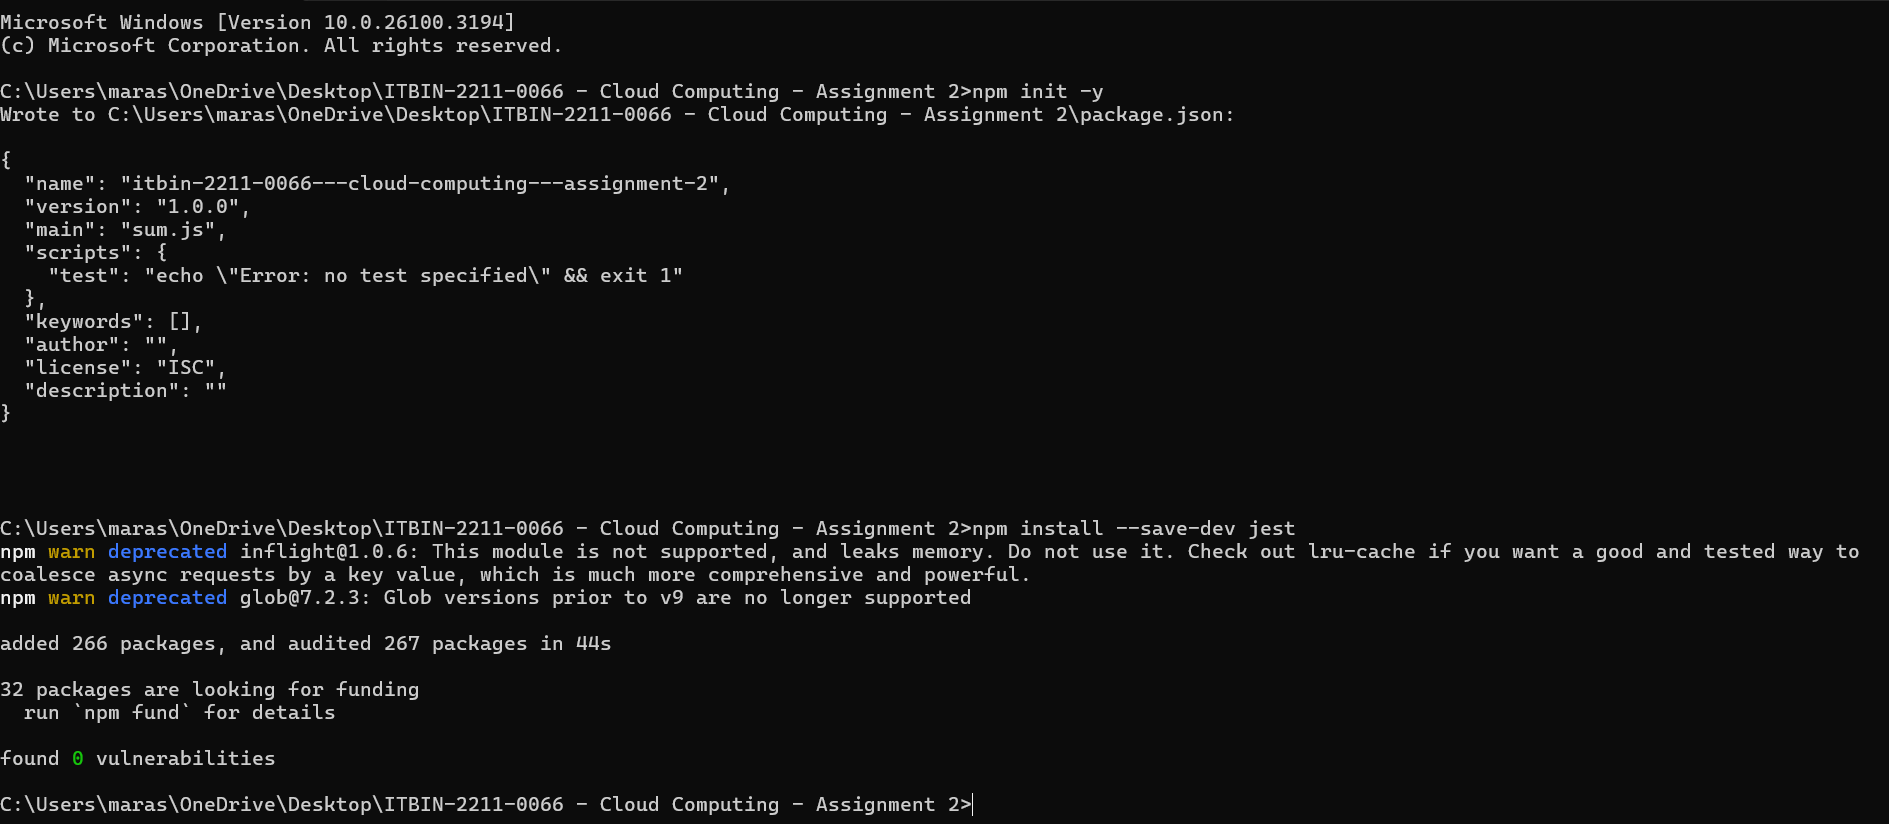 Microsoft Windows [Version 10.0.26100.3194]
(c) Microsoft Corporation. All rights reserved.
C:\Users\maras\OneDrive\Desktop\ITBIN-2211-0066 - Cloud Computing - Assignment 2>npm init -y
Wrote to C:\Users\maras\OneDrive\Desktop\ITBIN-2211-0066 - Cloud Computing - Assignment 2\package.json:
{
  "name": "itbin-2211-0066---cloud-computing---assignment-2",
  "version": "1.0.0",
  "main": "sum.js",
  "scripts": {
    "test": "echo \"Error: no test specified\" && exit 1"
  },
  "keywords": [],
  "author": "",
  "license": "ISC",
  "description": ""
}
C:\Users\maras\OneDrive\Desktop\ITBIN-2211-0066 - Cloud Computing - Assignment 2>npm install --save-dev jest
npm warn deprecated inflight@1.0.6: This module is not supported, and leaks memory. Do not use it. Check out lru-cache if you want a good and tested way to
coalesce async requests by a key value, which is much more comprehensive and powerful.
npm warn deprecated glob@7.2.3: Glob versions prior to v9 are no longer supported
added 266 packages, and audited 267 packages in 44s
32 packages are looking for funding
  run `npm fund` for details
found 0 vulnerabilities
C:\Users\maras\OneDrive\Desktop\ITBIN-2211-0066 - Cloud Computing - Assignment 2>